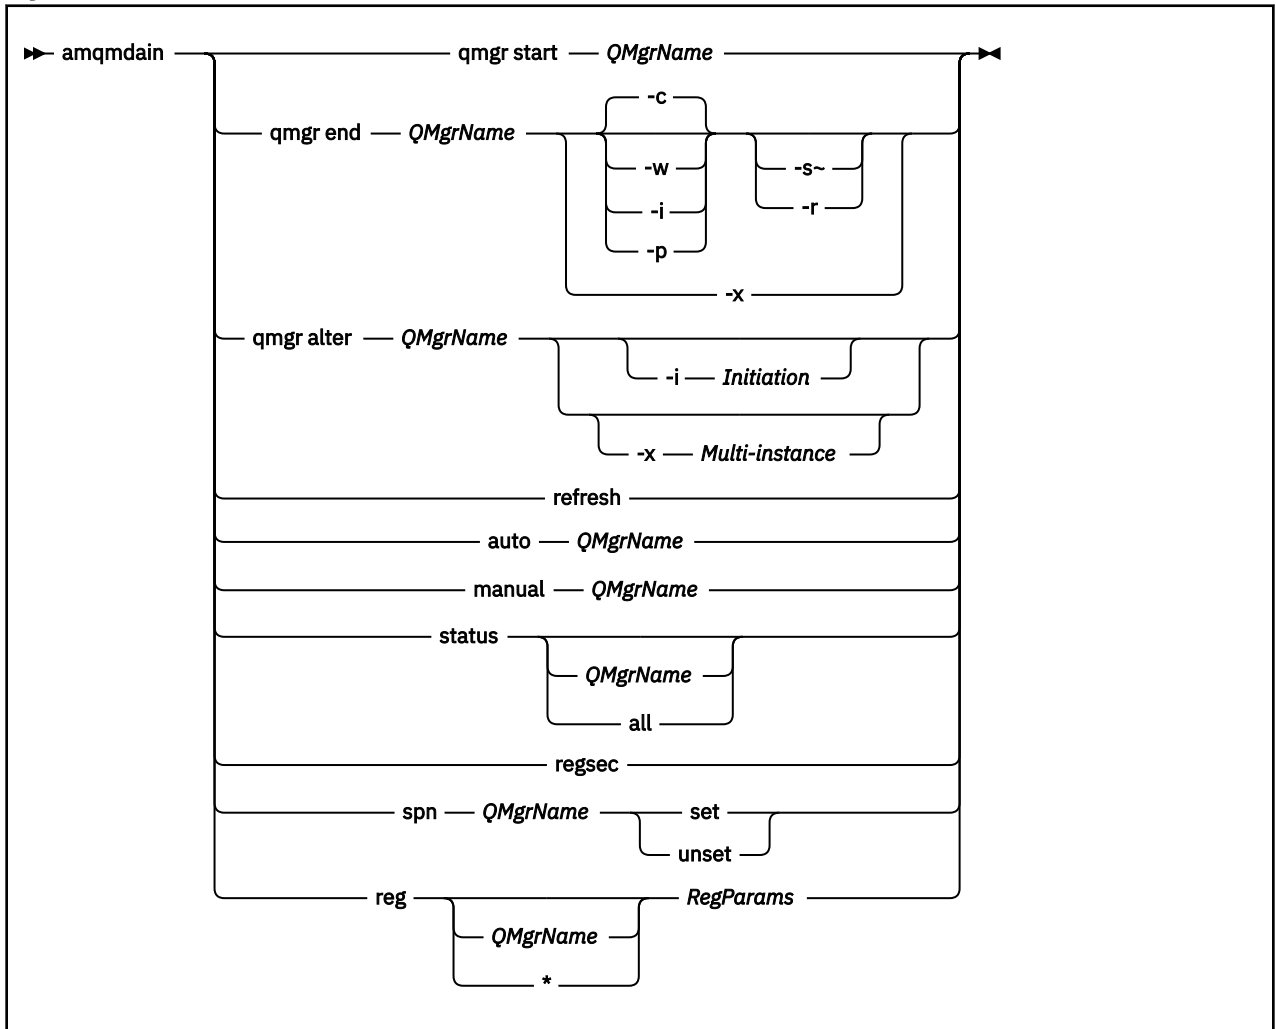 amqmdain qmgr start QMgrName
-c
qmgr end QMgrName
-w -s~
-i -r
-p
-x
qmgr alter QMgrName
-i Initiation
-x Multi-instance
refresh
auto QMgrName
manual QMgrName
status
QMgrName
all
regsec
spn QMgrName set
unset
reg RegParams
QMgrName
*